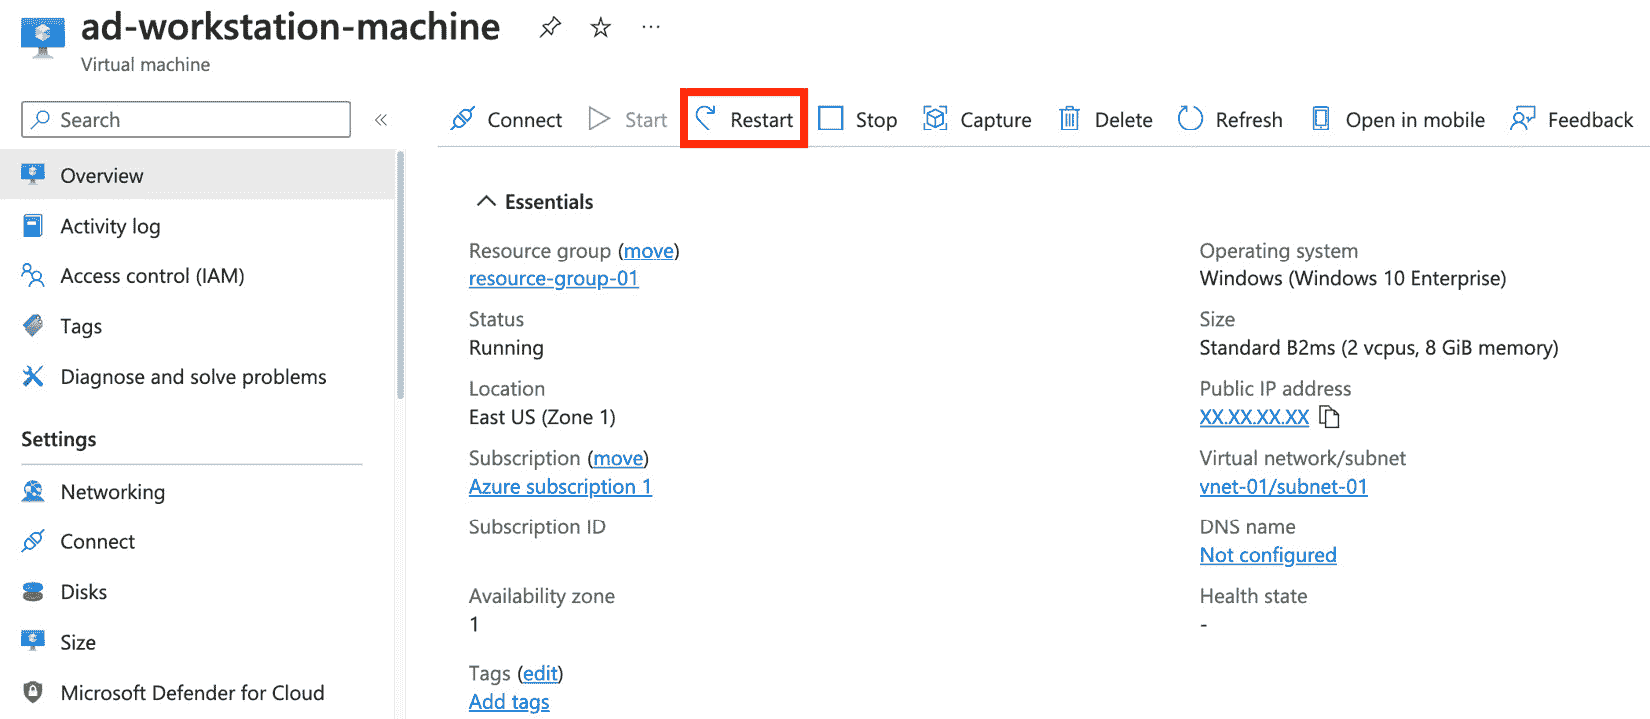 ad-workstation-machine
Virtual machine
Search
Connect Start Restart Stop Capture Delete Refresh Open in mobile Feedback
Overview
Activity log
Access control (IAM)
Tags
Diagnose and solve problems
Settings
Networking
Connect
Disks
Size
Microsoft Defender for Cloud
Essentials
Resource group (move)
resource-group-01
Status
Running
Location
East US (Zone 1)
Subscription (move)
Azure subscription 1
Subscription ID
Availability zone
1
Tags (edit)
Add tags
Operating system
Windows (Windows 10 Enterprise)
Size
Standard B2ms (2 vcpus, 8 GiB memory)
Public IP address
XX.XX.XX.XX
Virtual network/subnet
vnet-01/subnet-01
DNS name
Not configured
Health state
-